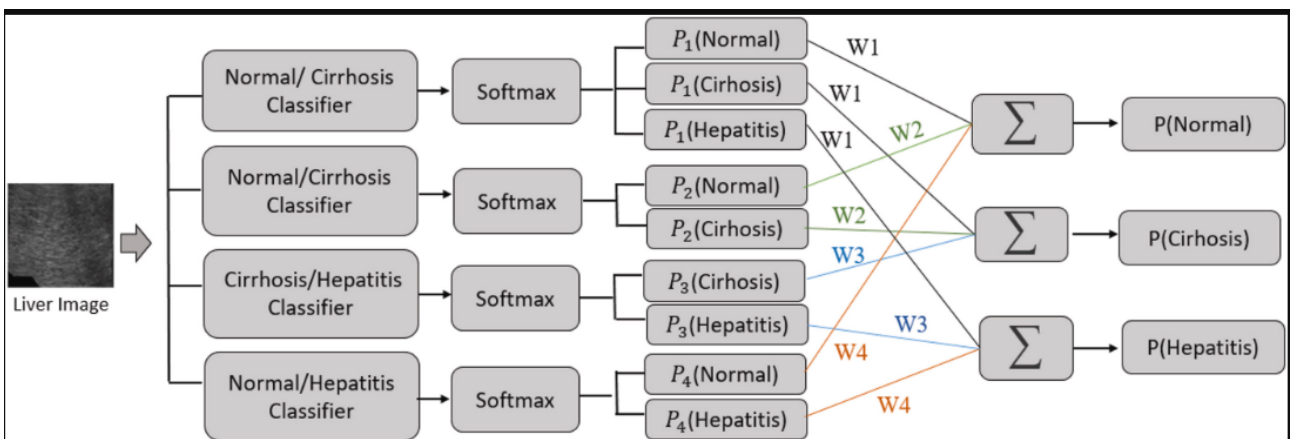 Liver Image
Normal/ Cirrhosis
Classifier
Softmax
P₁(Normal)
P₁(Cirhosis)
P₁(Hepatitis)
Normal/Cirrhosis
Classifier
Softmax
P₂(Normal)
P₂(Cirhosis)
Cirrhosis/Hepatitis
Classifier
Softmax
P₃(Cirhosis)
P₃(Hepatitis)
Normal/Hepatitis
Classifier
Softmax
P₄(Normal)
P₄(Hepatitis)
W1
W1
W1
W2
W2
W3
W3
W4
W4
∑
P(Normal)
∑
P(Cirhosis)
∑
P(Hepatitis)